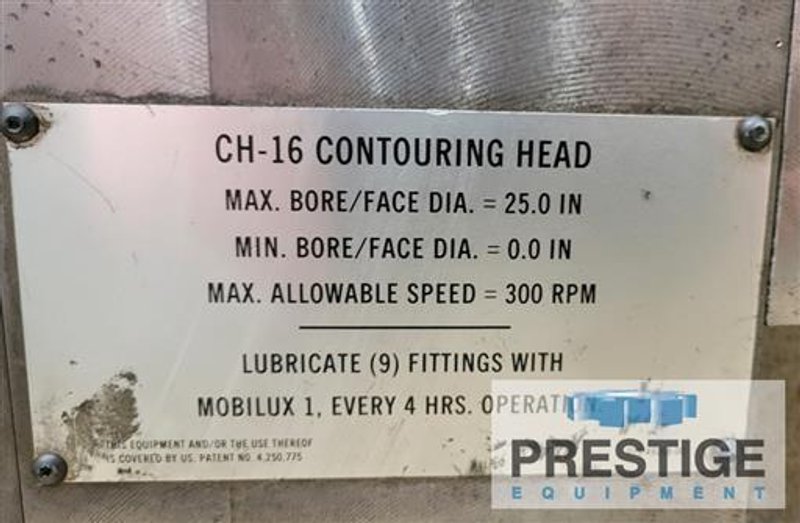 CH-16 CONTOURING HEAD
MAX. BORE/FACE DIA. = 25.0 IN
MIN. BORE/FACE DIA. = 0.0 IN
MAX. ALLOWABLE SPEED = 300 RPM
LUBRICATE (9) FITTINGS WITH
MOBILUX 1, EVERY 4 HRS. OPERATION.
THIS EQUIPMENT AND/OR THE USE THEREOF
IS COVERED BY U.S. PATENT NO. 4,250,775
PRESTIGE
EQUIPMENT